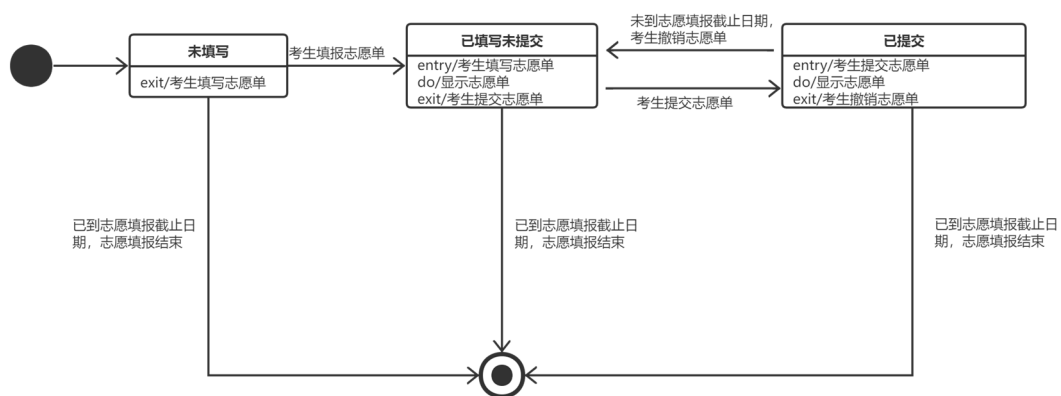 未填写
exit/考生填写志愿单
考生填报志愿单
已填写未提交
entry/考生填写志愿单
do/显示志愿单
exit/考生提交志愿单
未到志愿填报截止日期，
考生撤销志愿单
考生提交志愿单
已提交
entry/考生提交志愿单
do/显示志愿单
exit/考生撤销志愿单
已到志愿填报截止日
期，志愿填报结束
已到志愿填报截止日
期，志愿填报结束
已到志愿填报截止日
期，志愿填报结束